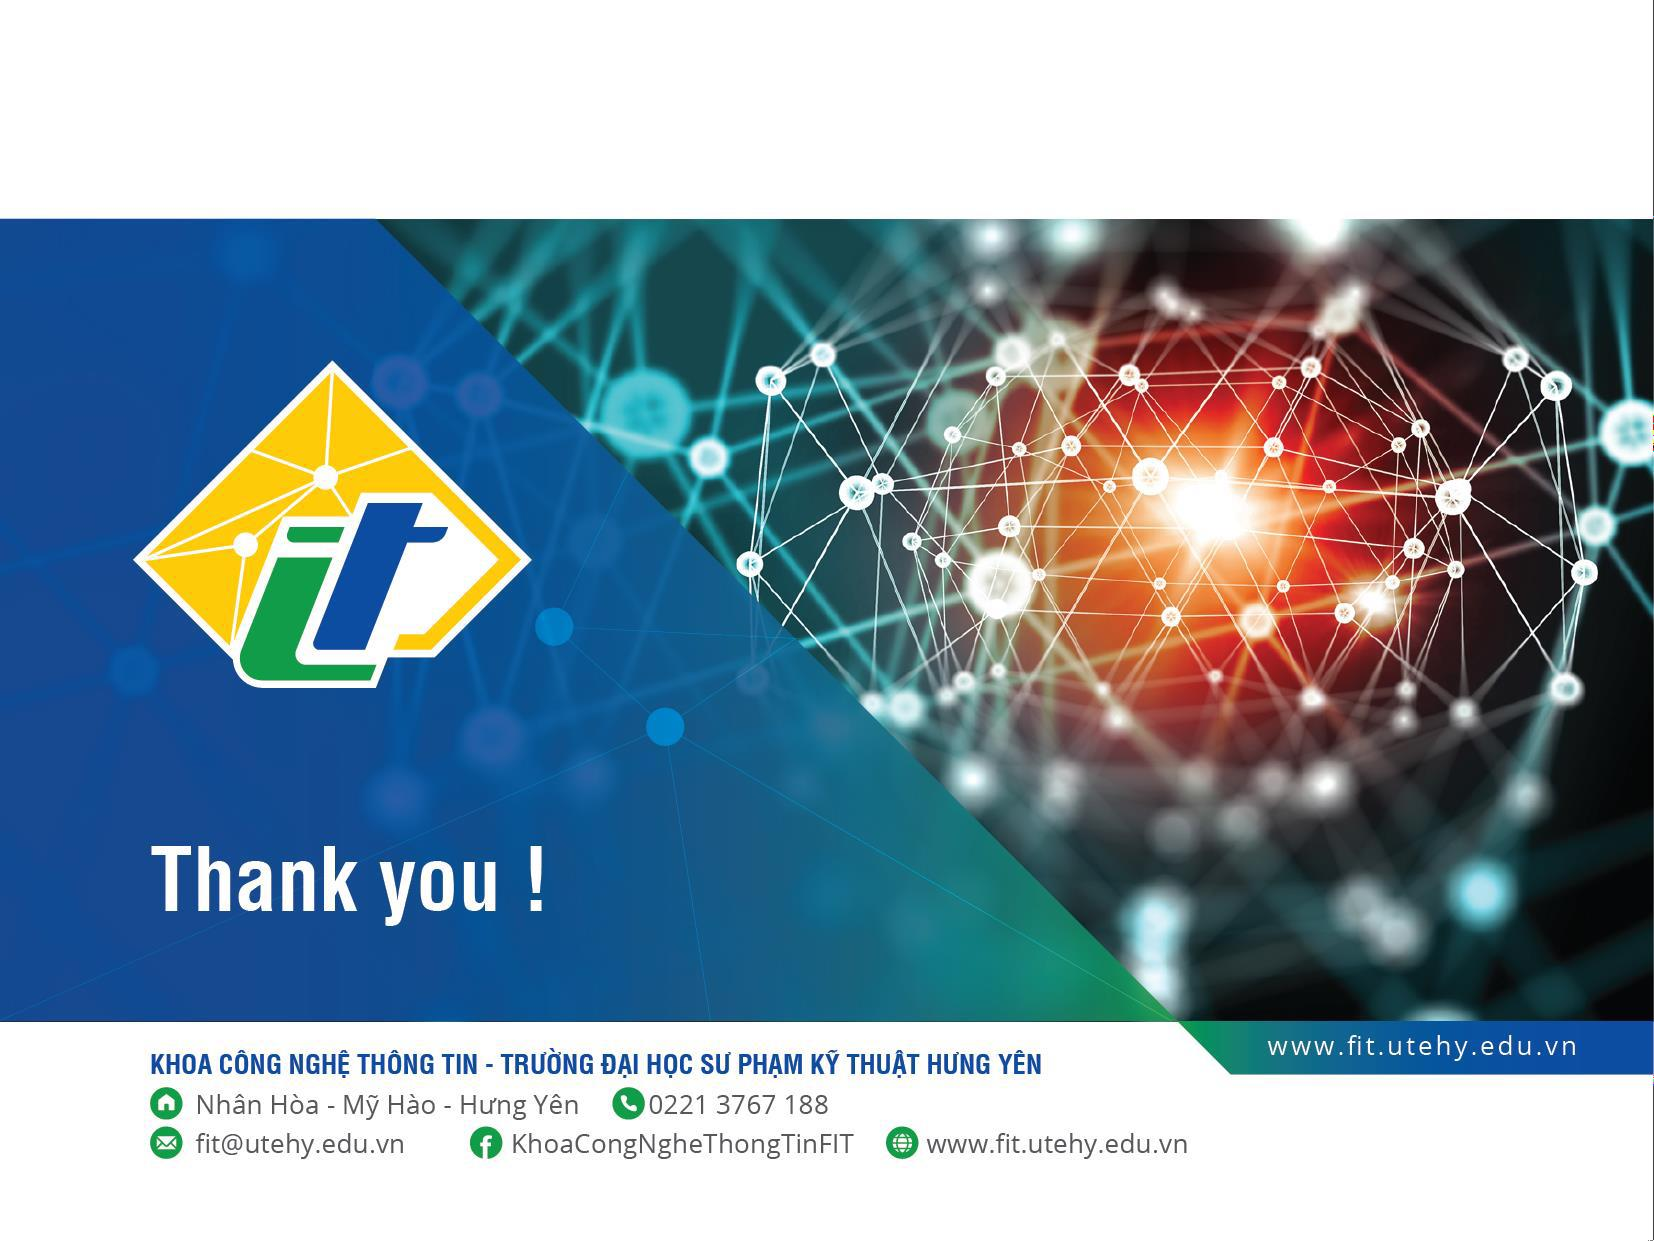 it
Thank you !
www.fit.utehy.edu.vn
KHOA CÔNG NGHỆ THÔNG TIN - TRƯỜNG ĐẠI HỌC SƯ PHẠM KỸ THUẬT HƯNG YÊN
Nhân Hòa - Mỹ Hào - Hưng Yên 0221 3767 188
fit@utehy.edu.vn KhoaCongNgheThongTinFIT www.fit.utehy.edu.vn